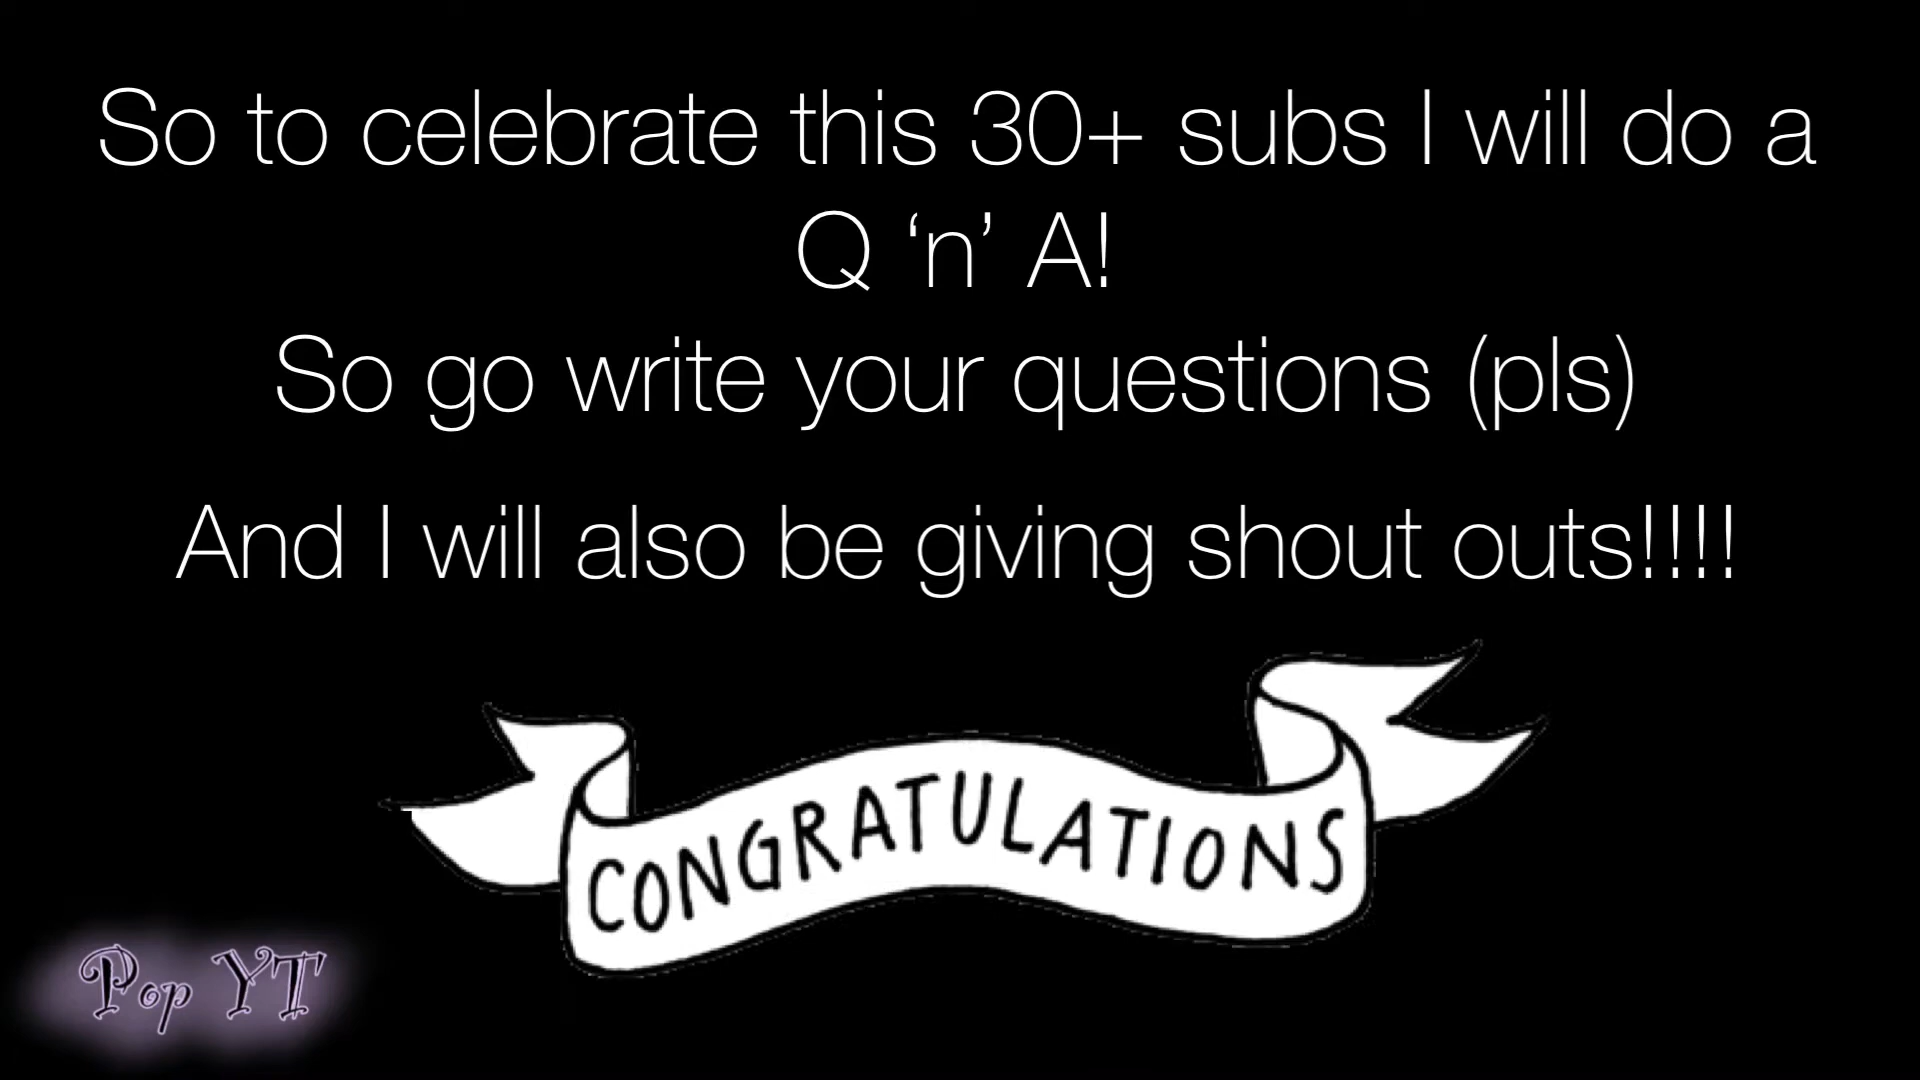 So to celebrate this 30+ subs I will do a
Q ‘n’ A!
So go write your questions (pls)
And I will also be giving shout outs!!!!
CONGRATULATIONS
Pop YT